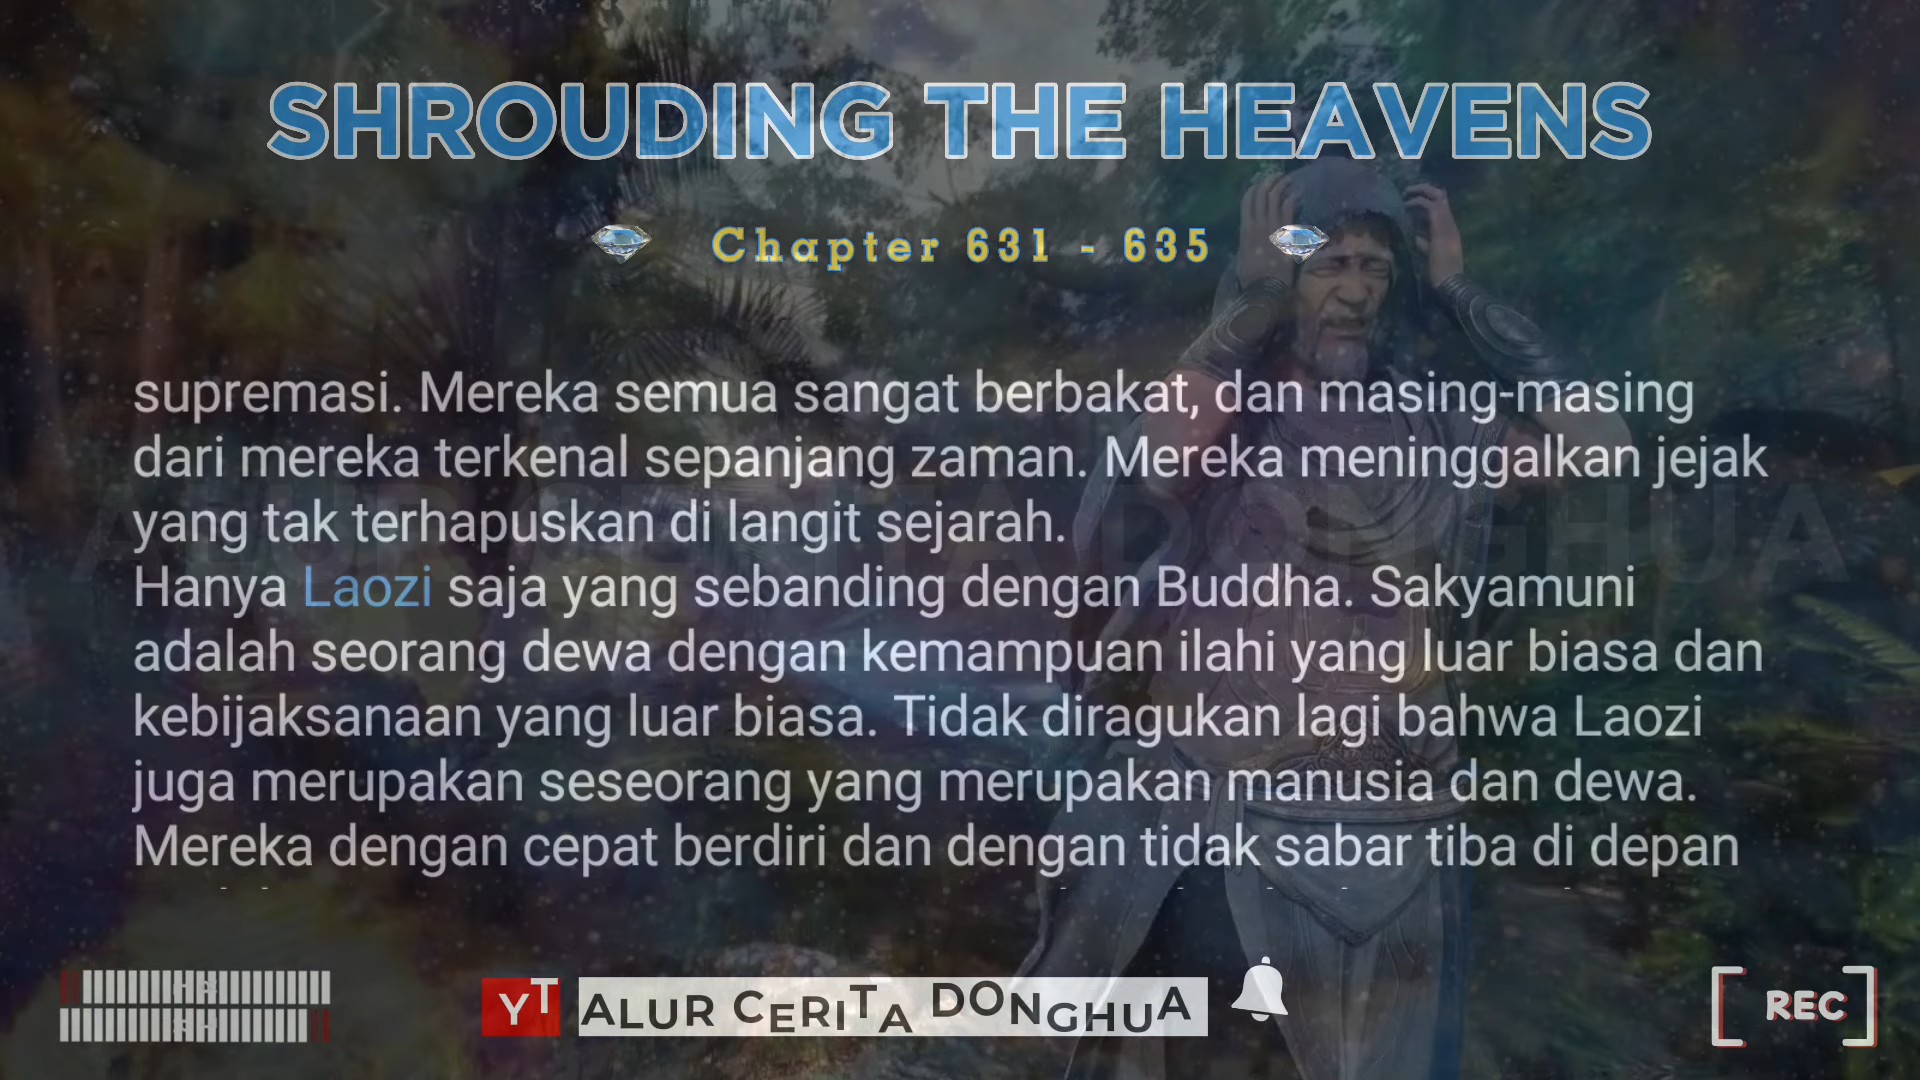 SHROUDING THE HEAVENS
Chapter 631 - 635
supremasi. Mereka semua sangat berbakat, dan masing-masing
dari mereka terkenal sepanjang zaman. Mereka meninggalkan jejak
yang tak terhapuskan di langit sejarah.
Hanya Laozi saja yang sebanding dengan Buddha. Sakyamuni
adalah seorang dewa dengan kemampuan ilahi yang luar biasa dan
kebijaksanaan yang luar biasa. Tidak diragukan lagi bahwa Laozi
juga merupakan seseorang yang merupakan manusia dan dewa.
Mereka dengan cepat berdiri dan dengan tidak sabar tiba di depan
ALUR CERITA DONGHUA
YT ALUR CERITA DONGHUA
REC